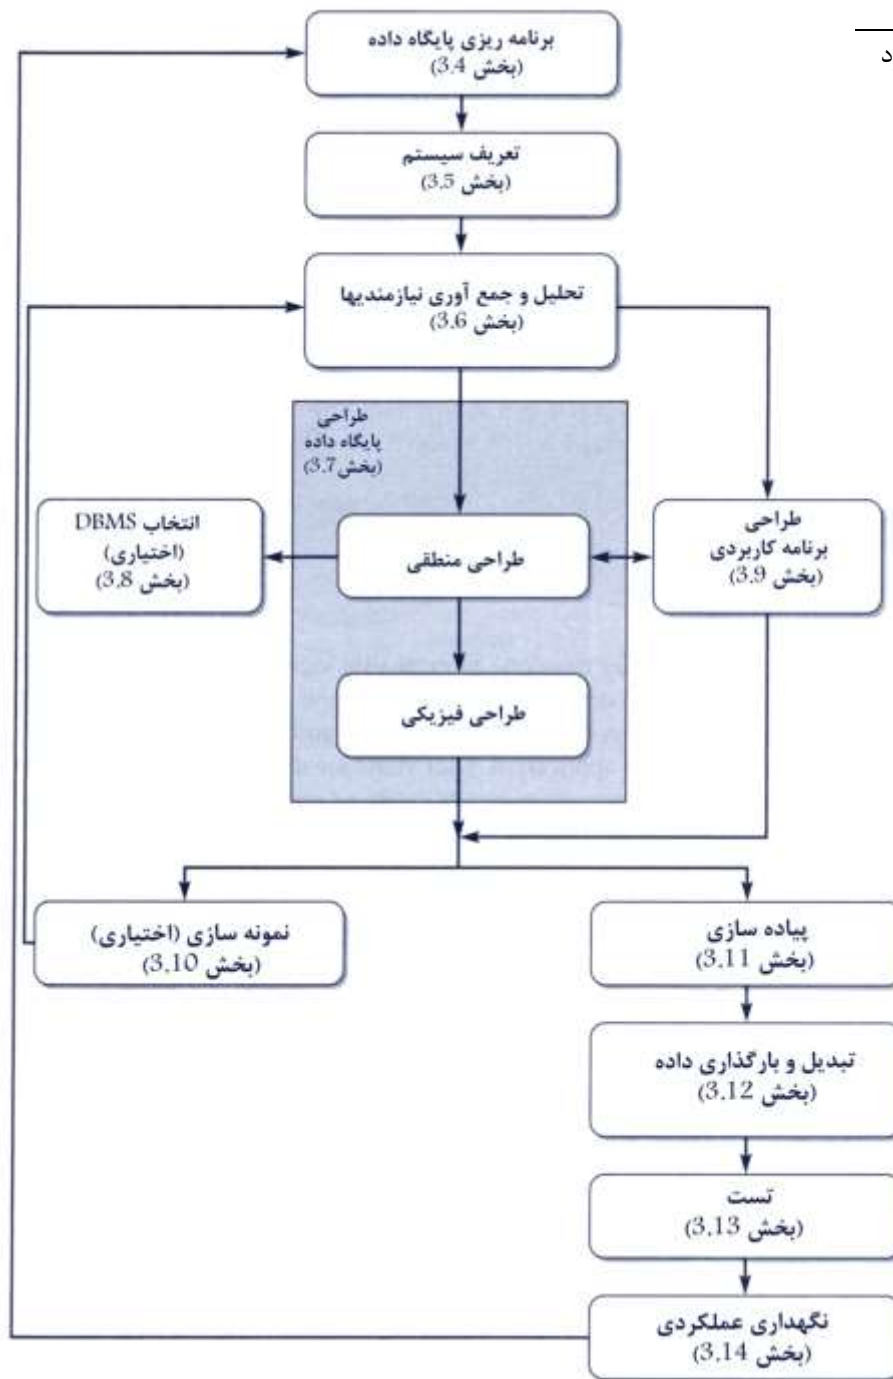 د
برنامه ریزی پایگاه داده
(بخش 3.4)
تعریف سیستم
(بخش 3.5)
تحلیل و جمع آوری نیازمندیها
(بخش 3.6)
طراحی
پایگاه داده
(بخش3.7)
انتخاب DBMS
(اختیاری)
(بخش 3.8)
طراحی منطقی
طراحی
برنامه کاربردی
(بخش 3.9)
طراحی فیزیکی
نمونه سازی (اختیاری)
(بخش 3.10)
پیاده سازی
(بخش 3.11)
تبدیل و بارگذاری داده
(بخش 3.12)
تست
(بخش 3.13)
نگهداری عملکردی
(بخش 3.14)